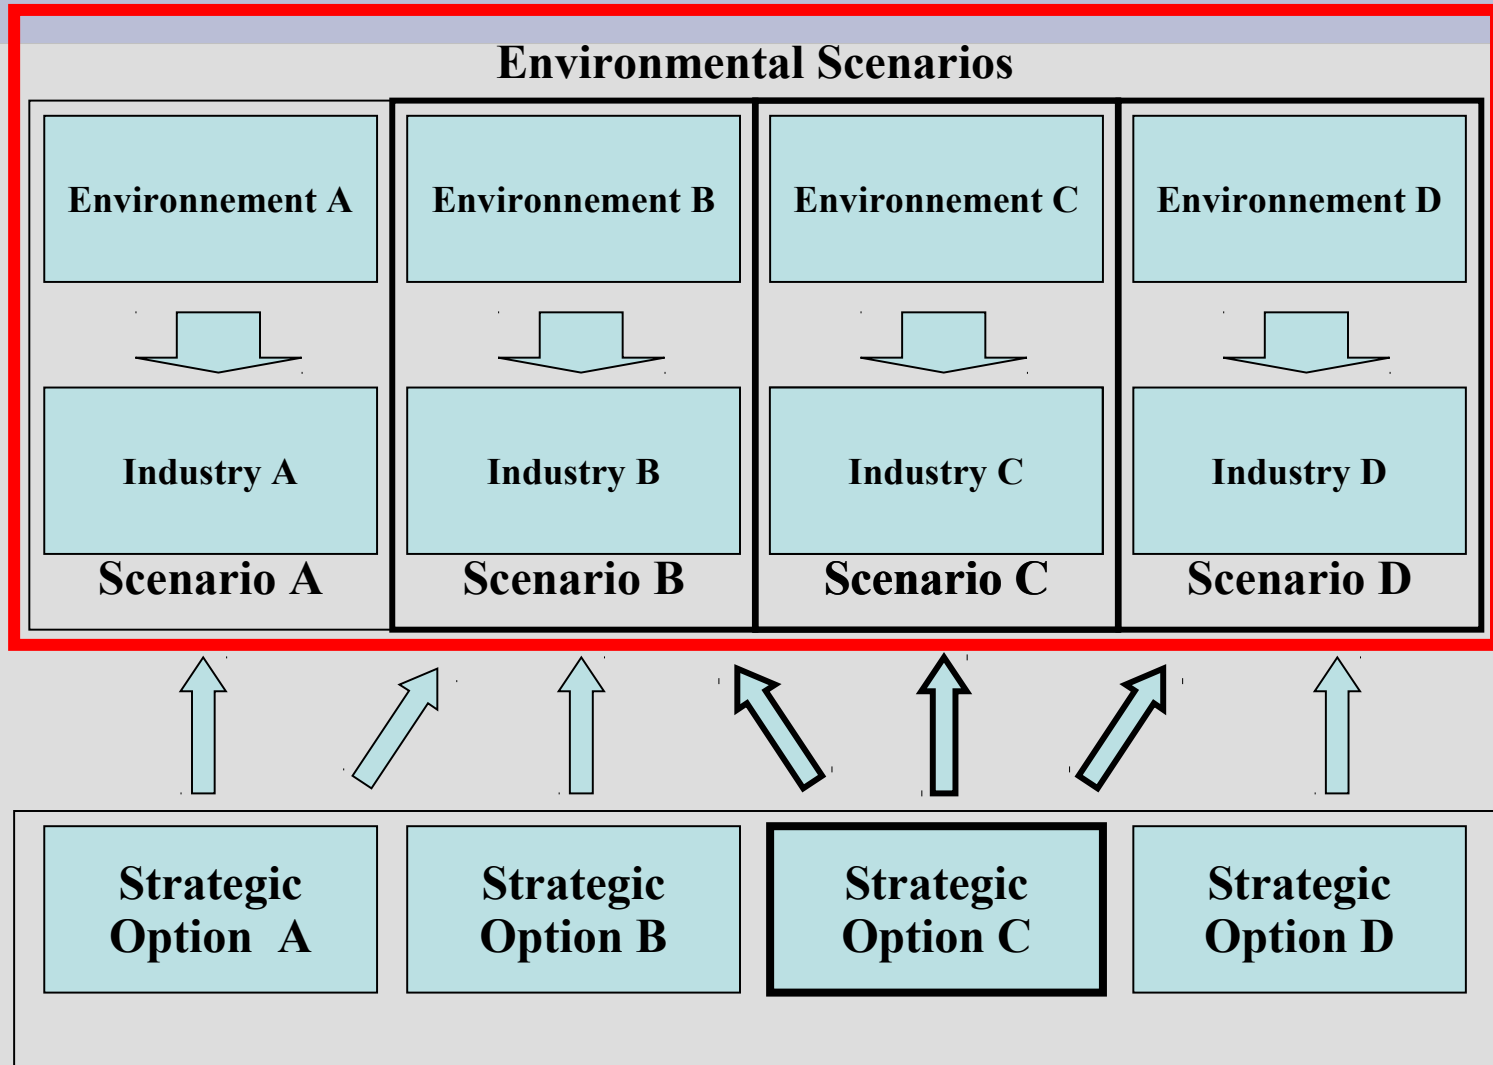 Environmental Scenarios
Environnement A
Environnement B
Environnement C
Environnement D
Industry A
Industry B
Industry C
Industry D
Scenario A
Scenario B
Scenario C
Scenario D
Strategic
Option  A
Strategic
Option B
Strategic
Option C
Strategic
Option D